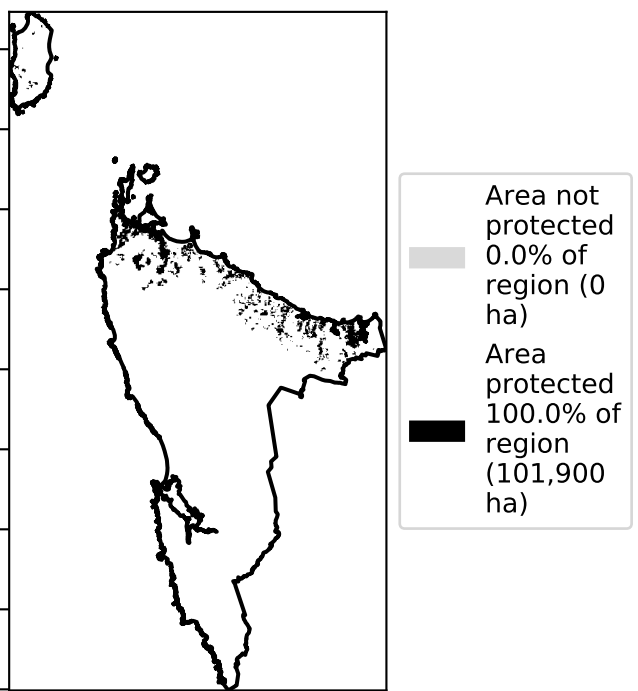 Area not
protected
0.0% of
region (0
ha)
Area
protected
100.0% of
region
(101,900
ha)